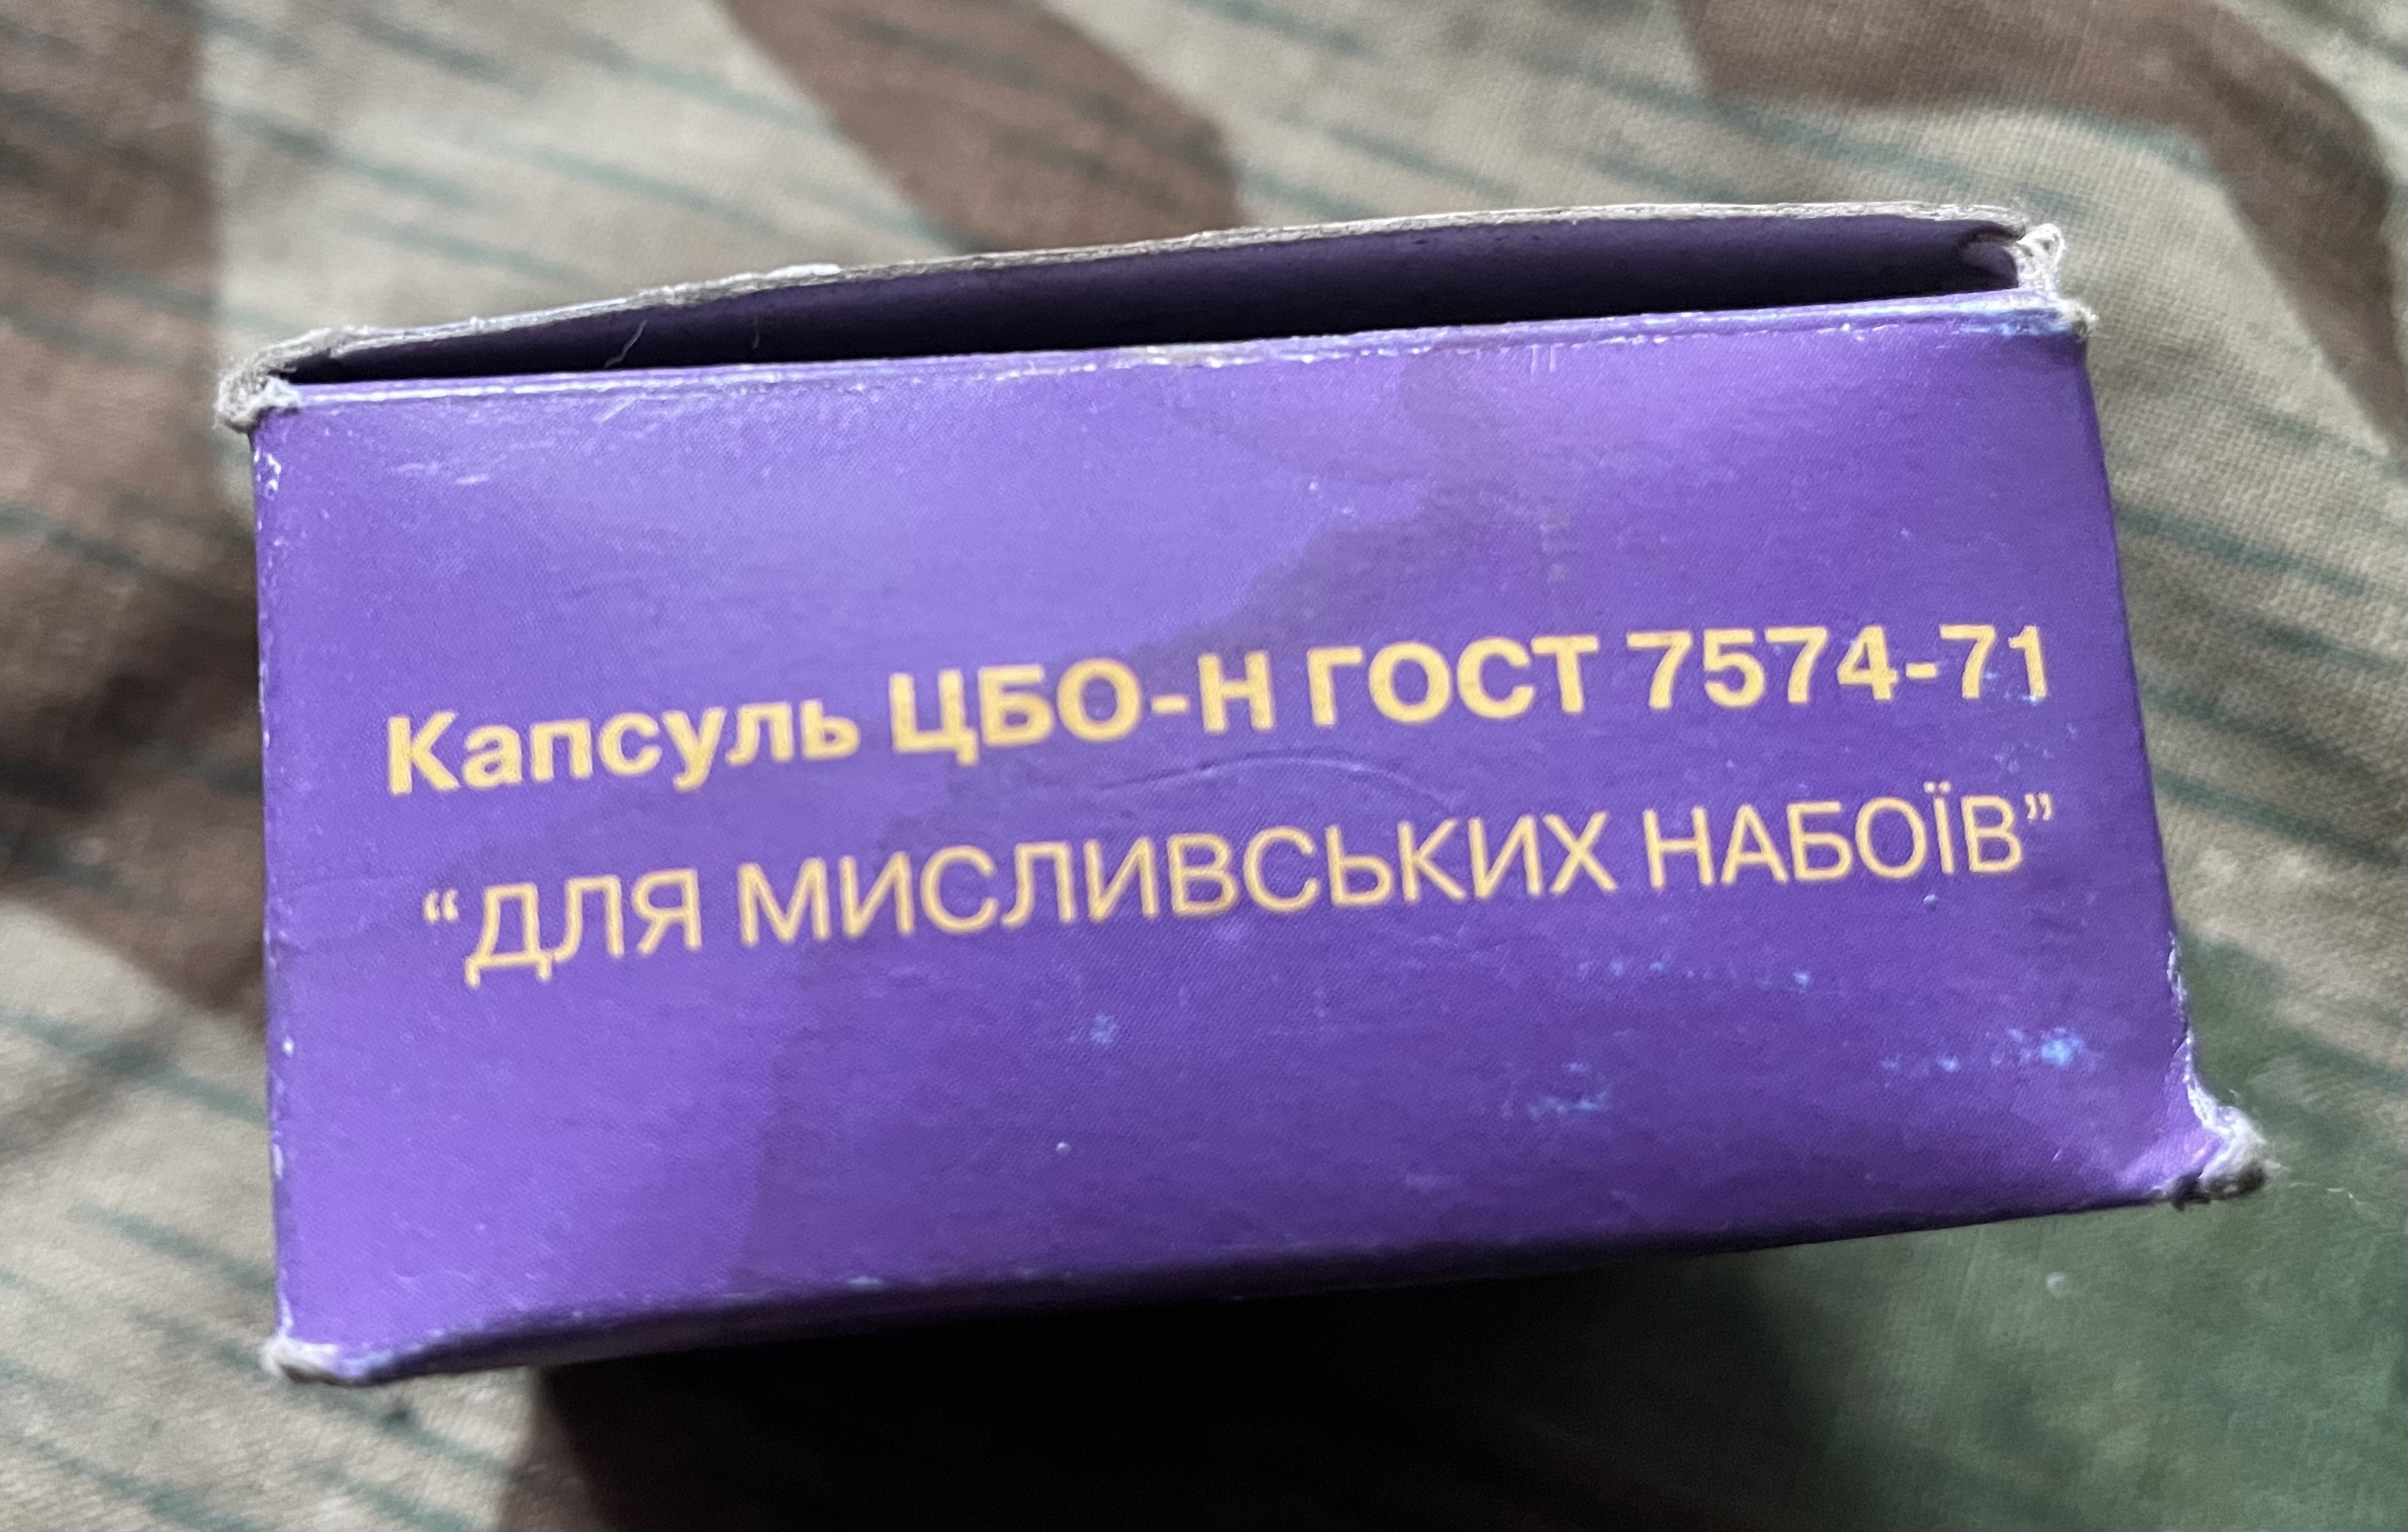 Капсуль ЦБО-Н ГОСТ 7574-71
“ДЛЯ МИСЛИВСЬКИХ НАБОЇВ”